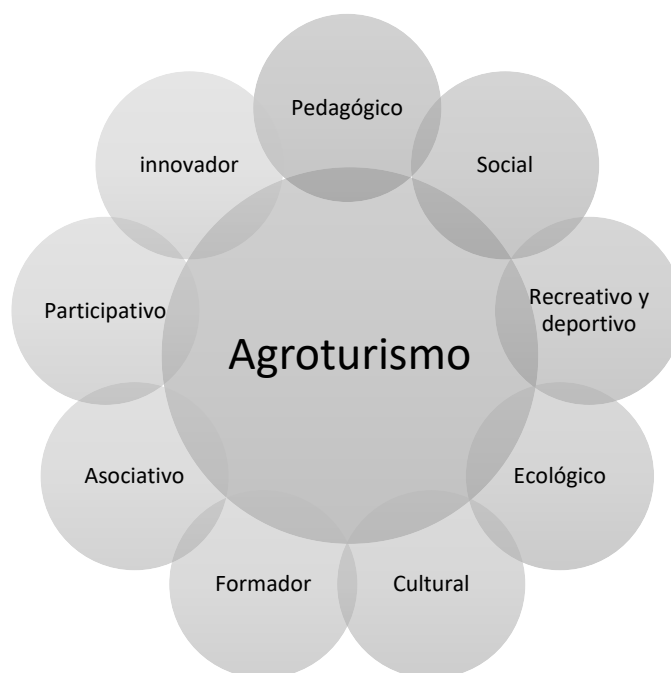 Pedagógico
Social
Recreativo y
deportivo
Ecológico
Cultural
Formador
Asociativo
Participativo
innovador
Agroturismo